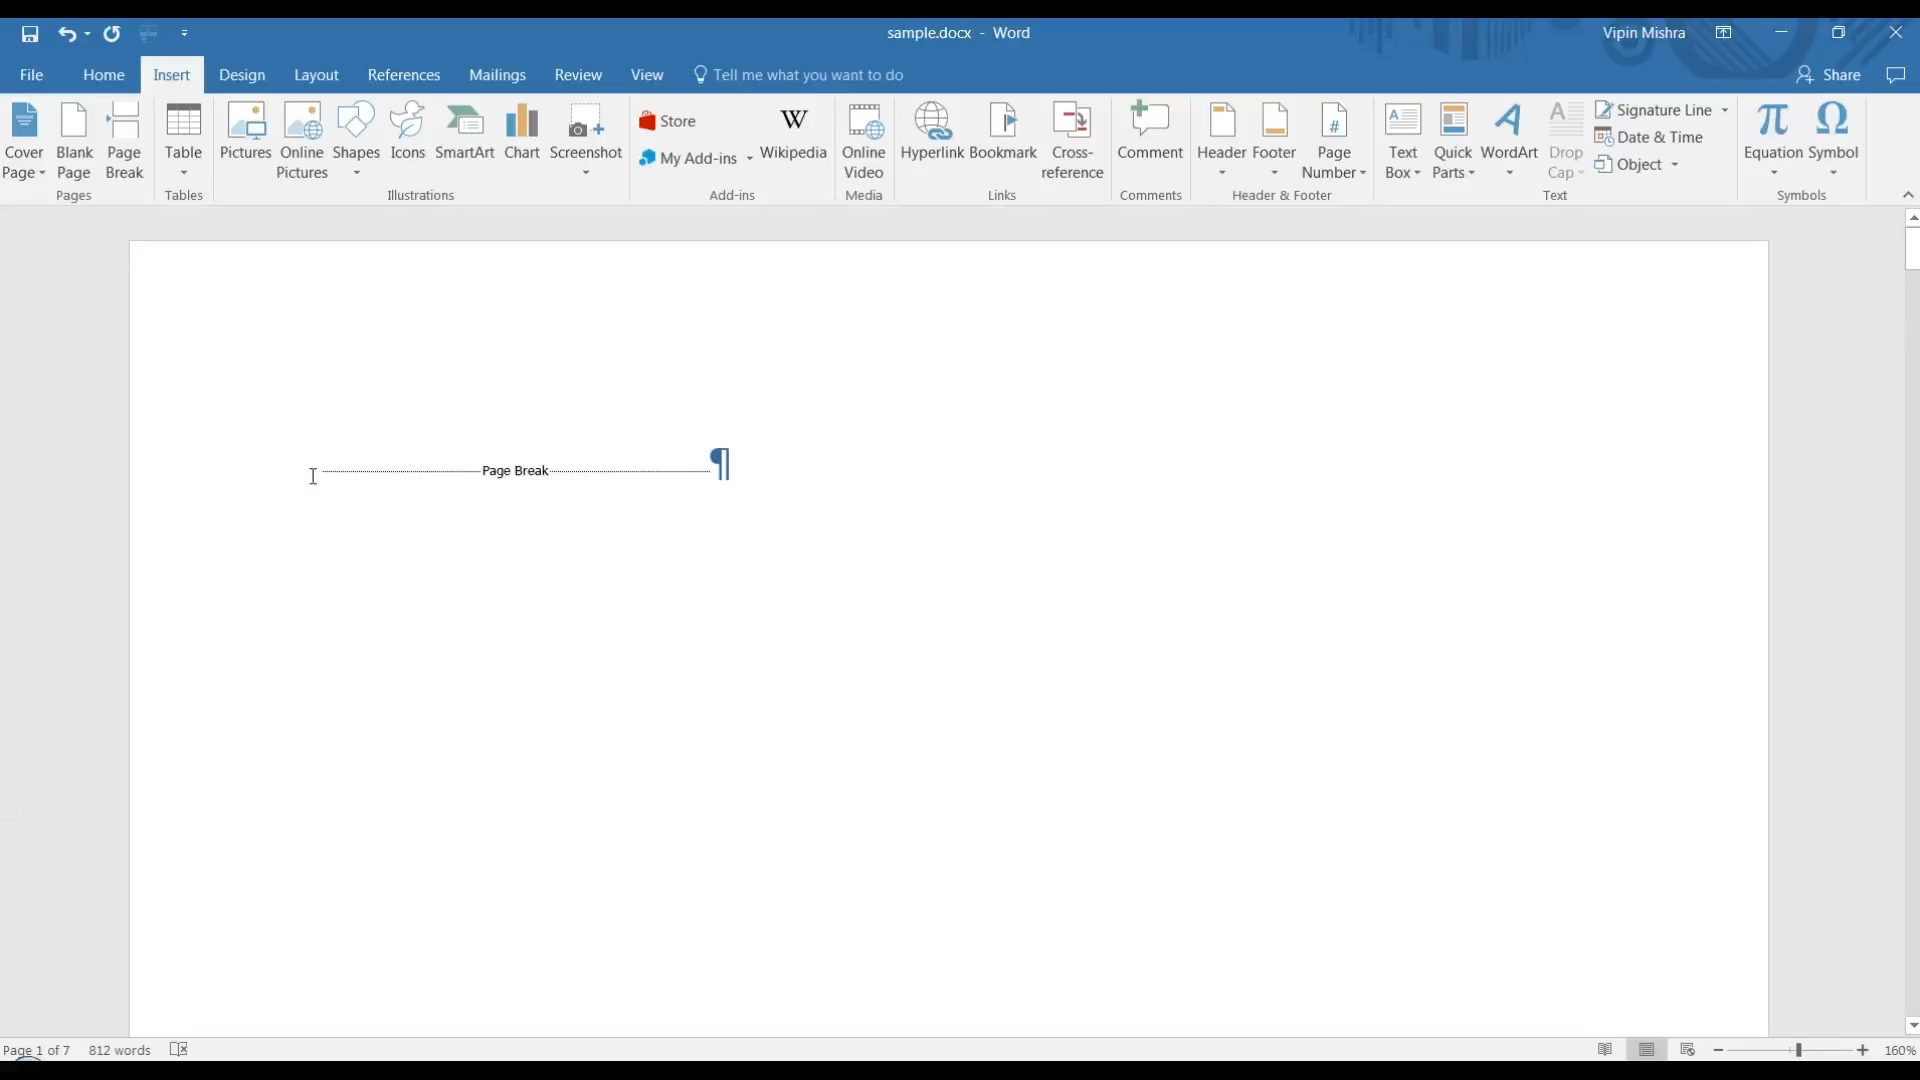 sample.docx - Word
Vipin Mishra
File Home Insert Design Layout References Mailings Review View Tell me what you want to do Share
Cover Page
Blank Page
Page Break
Pages
Table
Tables
Pictures
Online Pictures
Shapes
Icons
SmartArt
Chart
Screenshot
Illustrations
Store
My Add-ins
Wikipedia
Add-ins
Online Video
Media
Hyperlink
Bookmark
Cross-reference
Links
Comment
Comments
Header
Footer
Page Number
Header & Footer
Text Box
Quick Parts
WordArt
Drop Cap
Signature Line
Date & Time
Object
Text
Equation
Symbol
Symbols
Page Break ¶
Page 1 of 7 812 words 160%